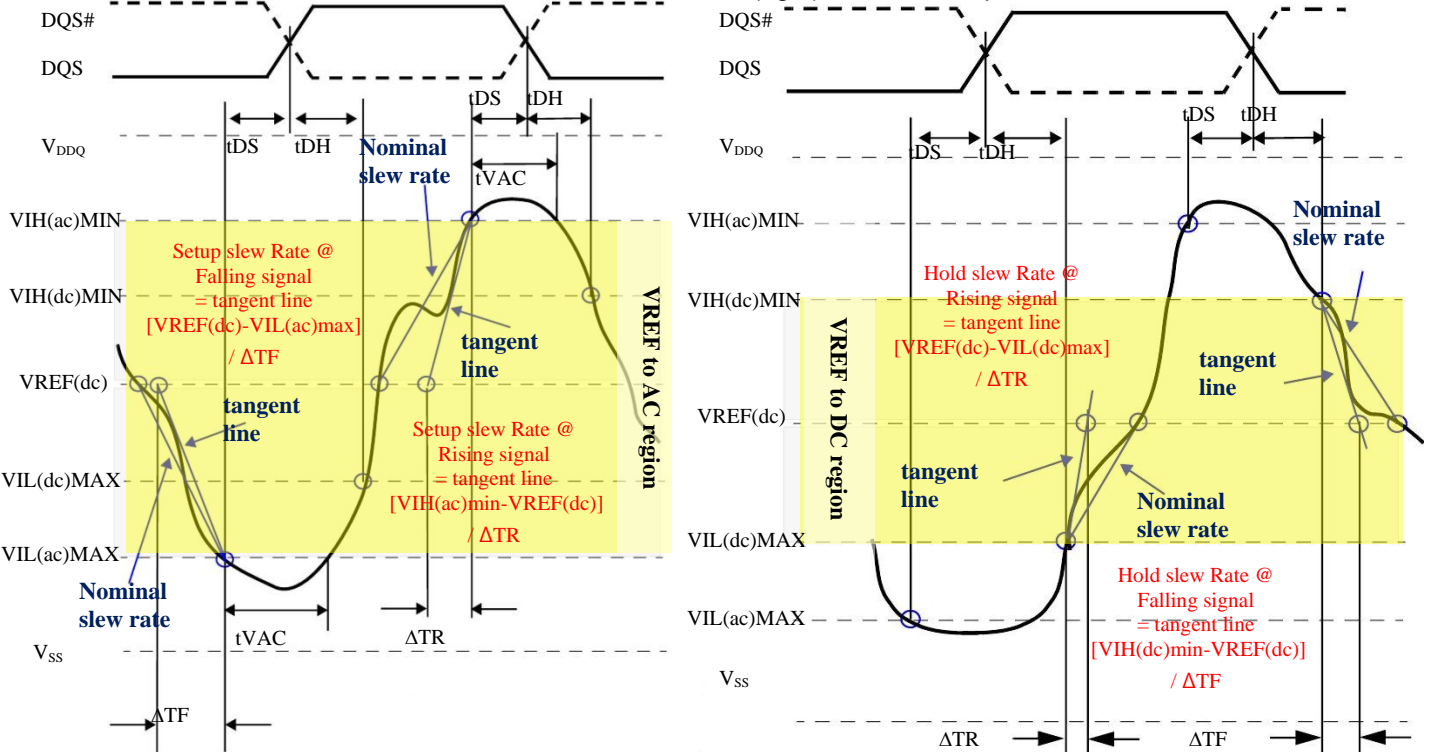 DQS#
DQS
tDS
tDH
tDS
tDH
VDDQ
Nominal
slew rate
tVAC
VIH(ac)MIN
Setup slew Rate @
Falling signal
= tangent line
[VREF(dc)-VIL(ac)max]
/ ΔTF
VIH(dc)MIN
tangent
line
VREF to AC region
VREF(dc)
tangent
line
Setup slew Rate @
Rising signal
= tangent line
[VIH(ac)min-VREF(dc)]
/ ΔTR
VIL(dc)MAX
VIL(ac)MAX
Nominal
slew rate
tVAC
ΔTR
VSS
ΔTF
DQS#
DQS
tDS
tDH
tDS
tDH
VDDQ
VIH(ac)MIN
Nominal
slew rate
Hold slew Rate @
Rising signal
= tangent line
[VREF(dc)-VIL(dc)max]
/ ΔTR
VIH(dc)MIN
VREF to DC region
tangent
line
VREF(dc)
tangent
line
Nominal
slew rate
VIL(dc)MAX
Hold slew Rate @
Falling signal
= tangent line
[VIH(dc)min-VREF(dc)]
/ ΔTF
VIL(ac)MAX
VSS
ΔTR
ΔTF